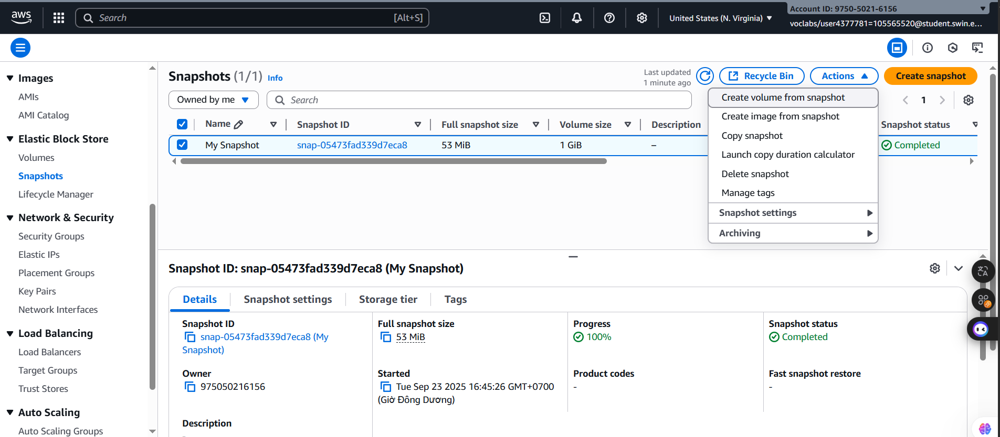 aws
Search
[Alt+S]
United States (N. Virginia)
Account ID: 9750-5021-6156
voclabs/user4377781=105565520@student.swin.e...
Images
AMIs
AMI Catalog
Elastic Block Store
Volumes
Snapshots
Lifecycle Manager
Network & Security
Security Groups
Elastic IPs
Placement Groups
Key Pairs
Network Interfaces
Load Balancing
Load Balancers
Target Groups
Trust Stores
Auto Scaling
Auto Scaling Groups
Snapshots (1/1) Info
Last updated
1 minute ago
Recycle Bin
Actions
Create snapshot
Owned by me
Search
1
Name
Snapshot ID
Full snapshot size
Volume size
Description
Snapshot status
My Snapshot
snap-05473fad339d7eca8
53 MiB
1 GiB
–
Completed
Create volume from snapshot
Create image from snapshot
Copy snapshot
Launch copy duration calculator
Delete snapshot
Manage tags
Snapshot settings
Archiving
Snapshot ID: snap-05473fad339d7eca8 (My Snapshot)
Details
Snapshot settings
Storage tier
Tags
Snapshot ID
snap-05473fad339d7eca8 (My
Snapshot)
Full snapshot size
53 MiB
Progress
100%
Snapshot status
Completed
Owner
975050216156
Started
Tue Sep 23 2025 16:45:26 GMT+0700
(Giờ Đông Dương)
Product codes
-
Fast snapshot restore
-
Description